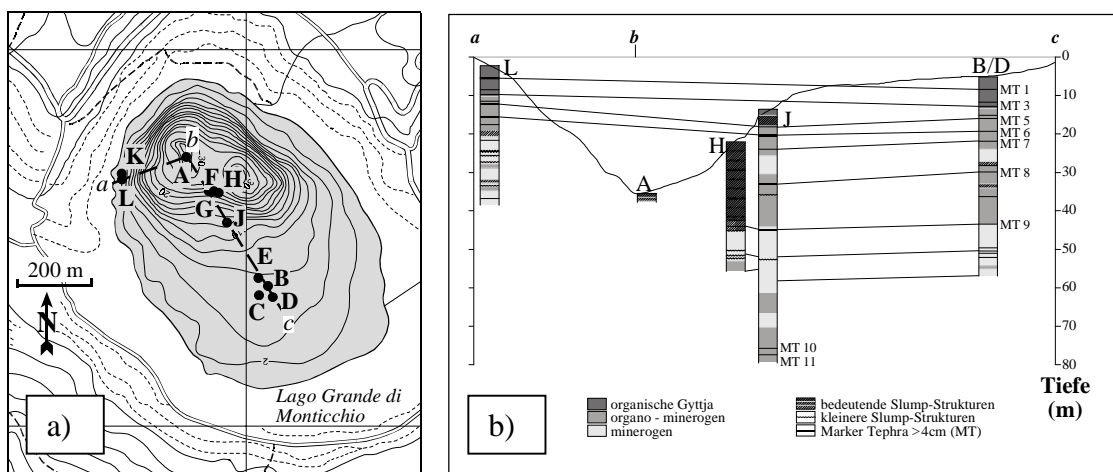 K
a
L
b
A
30
F
H
G
J
E
B
C
D
c
2
200 m
N
Lago Grande di
Monticchio
a)
a
b
c
L
A
H
J
B/D
MT 1
MT 3
MT 5
MT 6
MT 7
MT 8
MT 9
MT 10
MT 11
0
10
20
30
40
50
60
70
80
Tiefe
(m)
b)
organische Gyttja
organo - minerogen
minerogen
bedeutende Slump-Strukturen
kleinere Slump-Strukturen
Marker Tephra >4cm (MT)